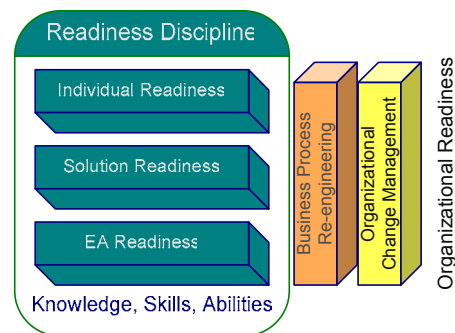 Readiness Discipline
Individual Readiness
Solution Readiness
EA Readiness
Knowledge, Skills, Abilities
Business Process
Re-engineering
Organizational
Change Management
Organizational Readiness